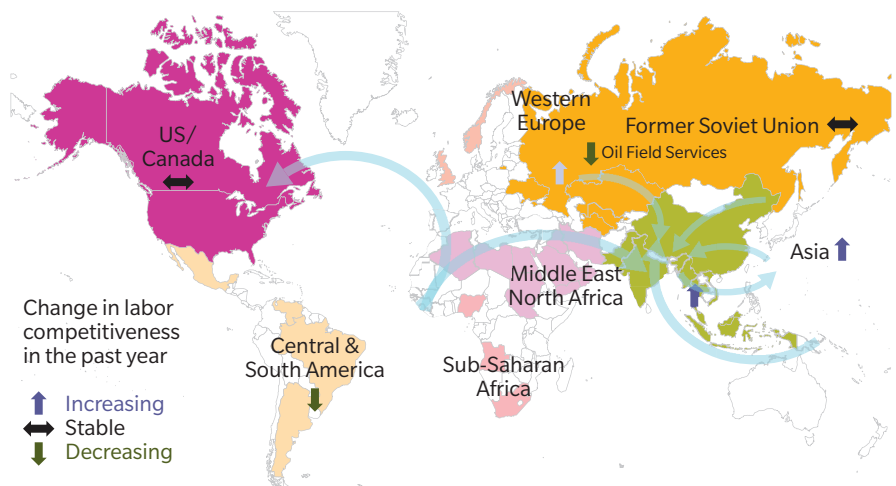 US/
Canada
Western
Europe
Former Soviet Union
Oil Field Services
Asia
Middle East
North Africa
Change in labor
competitiveness
in the past year
Central &
South America
Sub-Saharan
Africa
Increasing
Stable
Decreasing